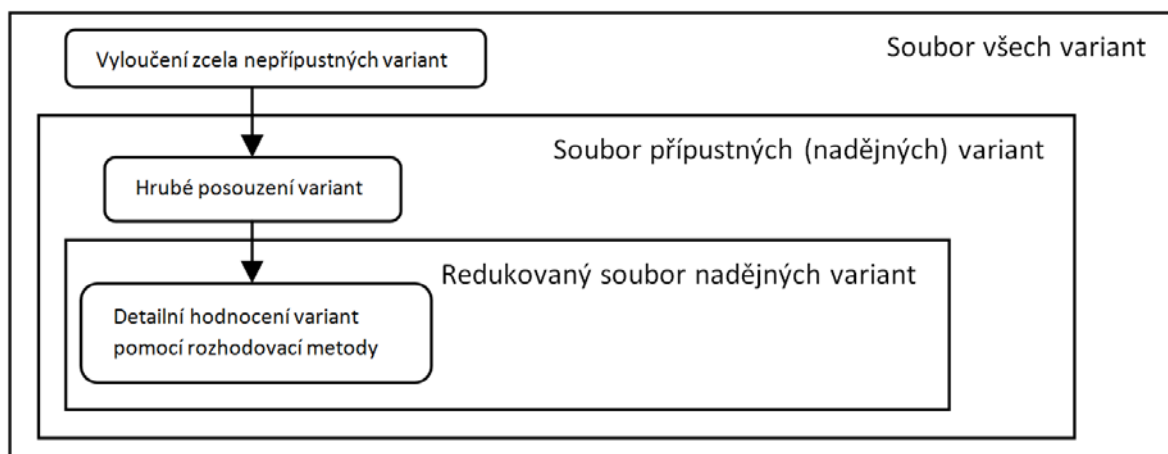 Soubor všech variant
Vyloučení zcela nepřípustných variant
Soubor přípustných (nadějných) variant
Hrubé posouzení variant
Redukovaný soubor nadějných variant
Detailní hodnocení variant
pomocí rozhodovací metody